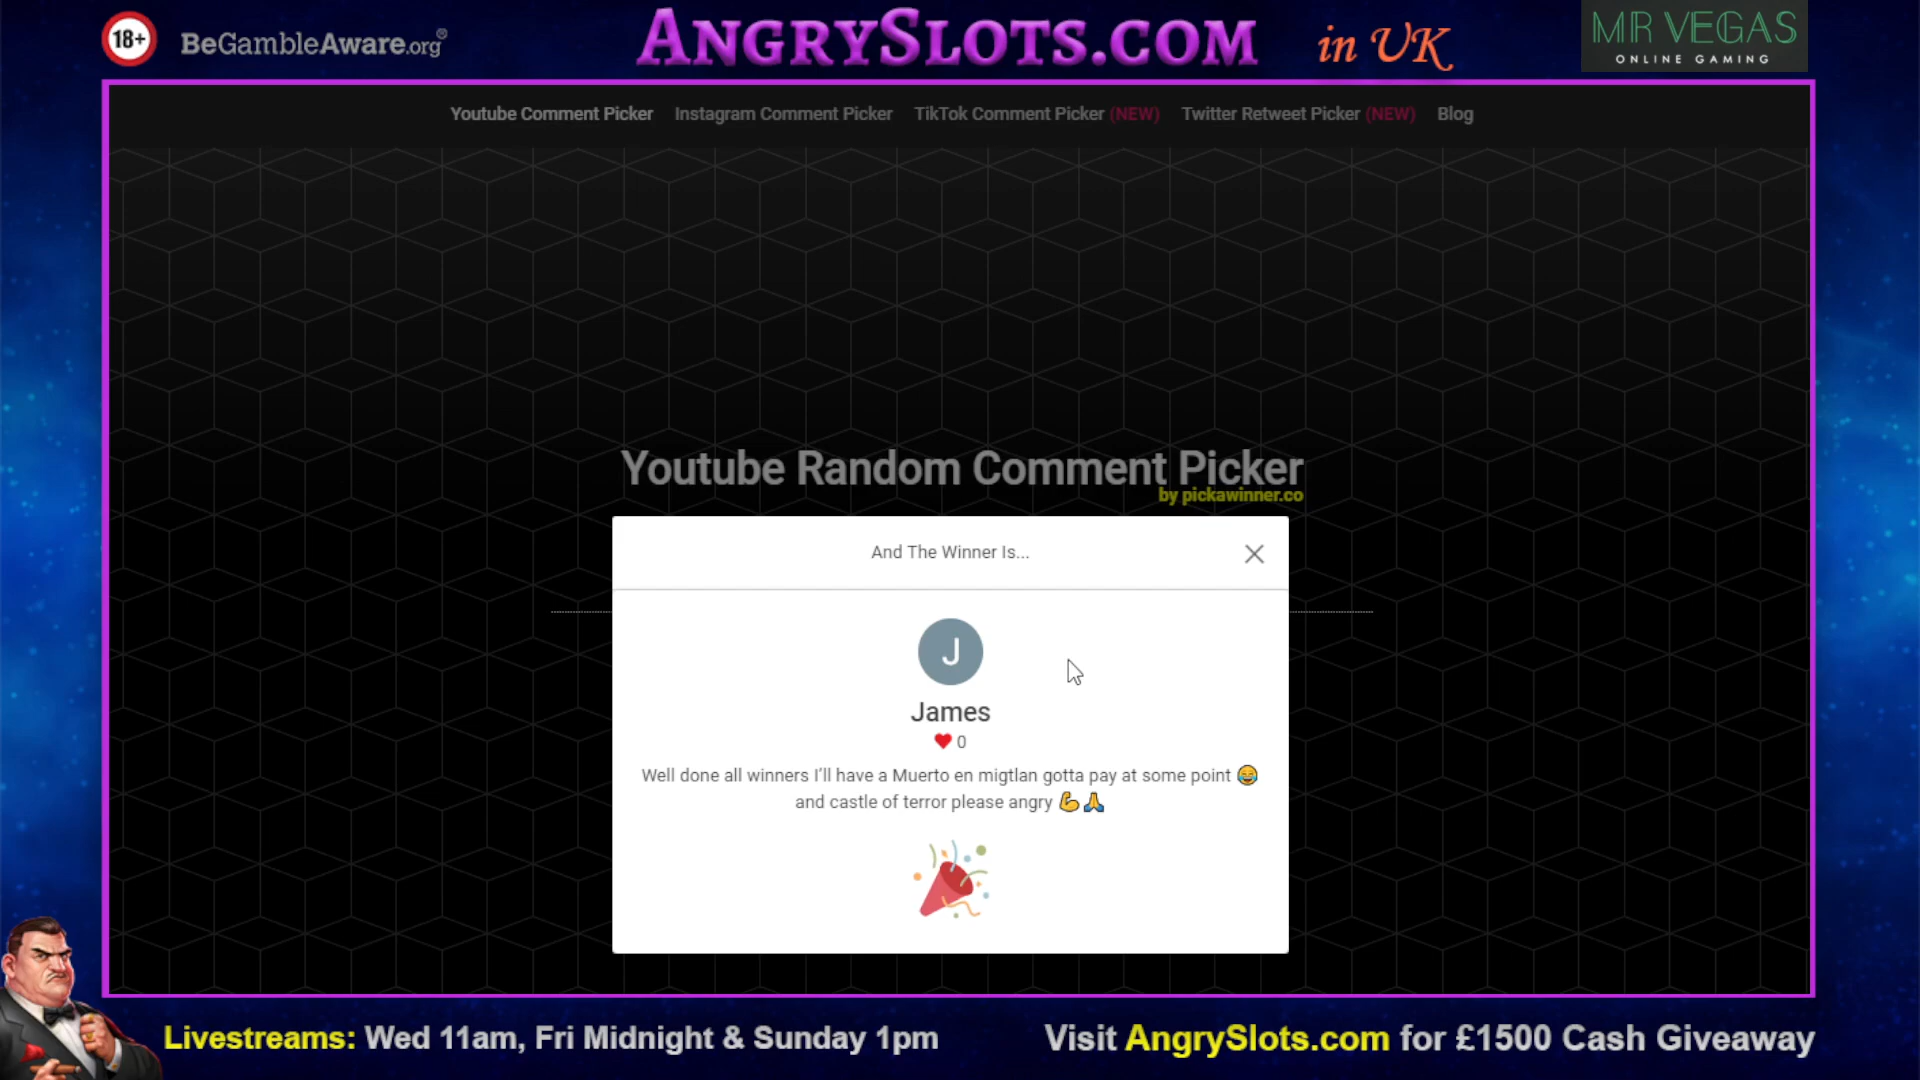 18+ BeGambleAware.org® AngrySlots.com in UK MR VEGAS
ONLINE GAMING
Youtube Comment Picker Instagram Comment Picker TikTok Comment Picker (NEW) Twitter Retweet Picker (NEW) Blog
Youtube Random Comment Picker
by pickawinner.co
And The Winner Is...
J
James
❤ 0
Well done all winners I'll have a Muerto en migtlan gotta pay at some point 😂
and castle of terror please angry 💪🙏
Livestreams: Wed 11am, Fri Midnight & Sunday 1pm Visit AngrySlots.com for £1500 Cash Giveaway